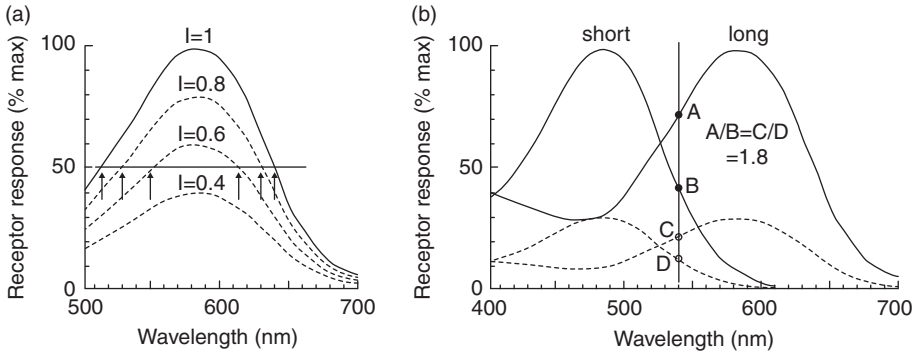 (a)
Receptor response (% max)
100
50
0
I=1
I=0.8
I=0.6
I=0.4
500
600
700
Wavelength (nm)
(b)
Receptor response (% max)
100
50
0
short
long
A
B
C
D
A/B=C/D
=1.8
400
500
600
700
Wavelength (nm)